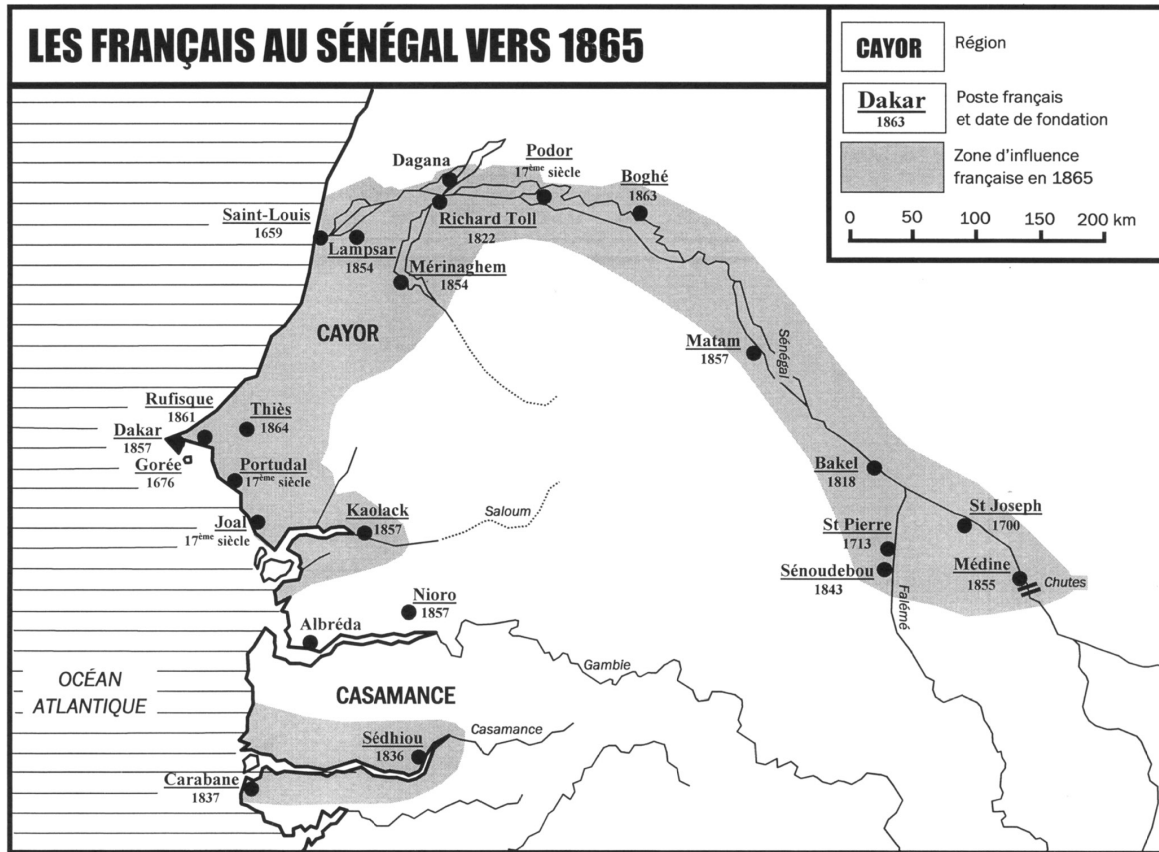 LES FRANÇAIS AU SÉNÉGAL VERS 1865
CAYOR
Région
Dakar
1863
Poste français
et date de fondation
Zone d'influence
française en 1865
0 50 100 150 200 km
Dagana
Podor
17ème siècle
Boghé
1863
Saint-Louis
1659
Richard Toll
1822
Lampsar
1854
Mérinaghem
1854
CAYOR
Matam
1857
Sénégal
Rufisque
1861
Thiès
1864
Dakar
1857
Gorée
1676
Portudal
17ème siècle
Bakel
1818
Joal
17ème siècle
Kaolack
1857
Saloum
St Joseph
1700
St Pierre
1713
Sénoudebou
1843
Médine
1855
Chutes
Falémé
Nioro
1857
Albréda
Gamble
OCÉAN
ATLANTIQUE
CASAMANCE
Casamance
Sédhiou
1836
Carabane
1837